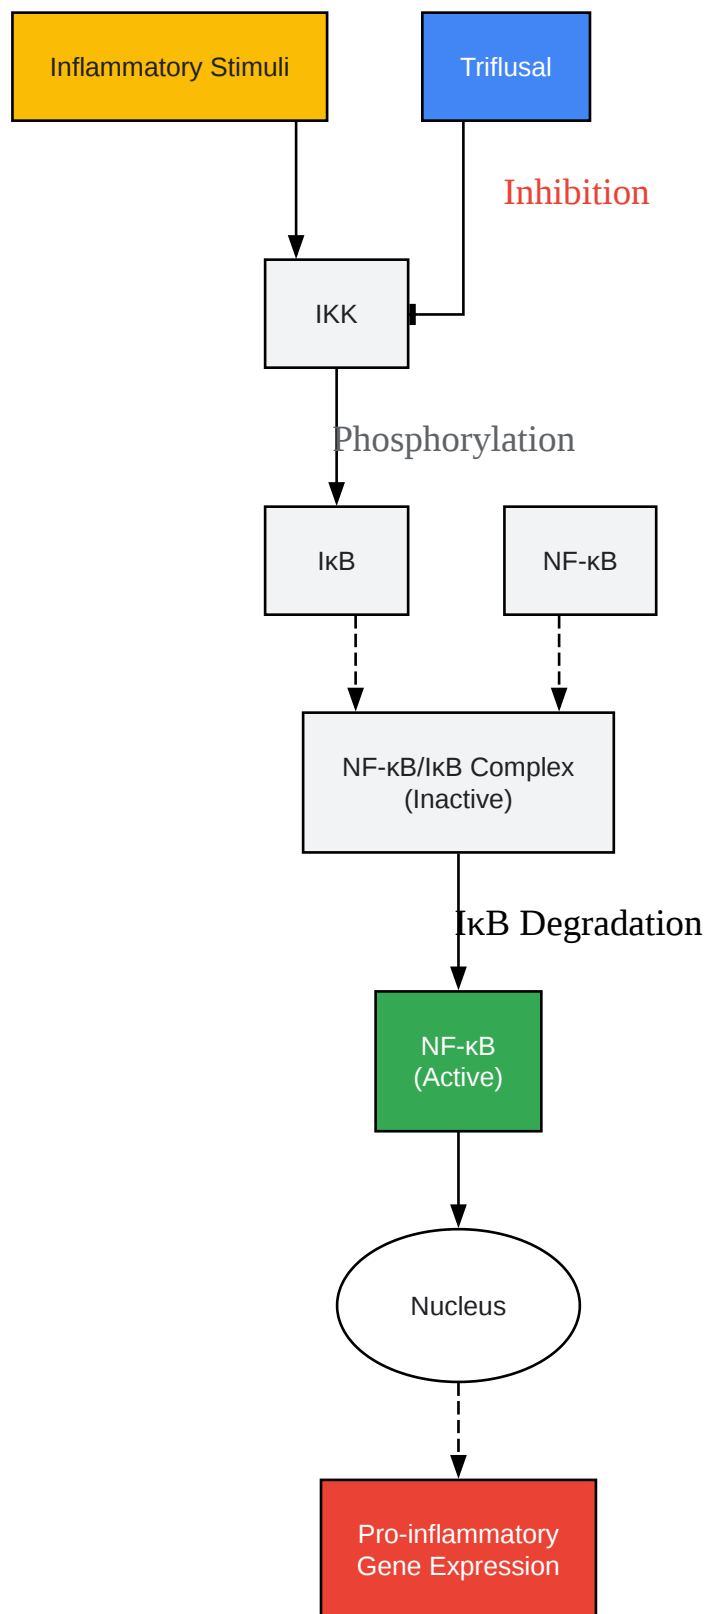 Inflammatory Stimuli
Triflusal
Inhibition
IKK
Phosphorylation
IκB
NF-κB
NF-κB/IκB Complex
(Inactive)
IκB Degradation
NF-κB
(Active)
Nucleus
Pro-inflammatory
Gene Expression